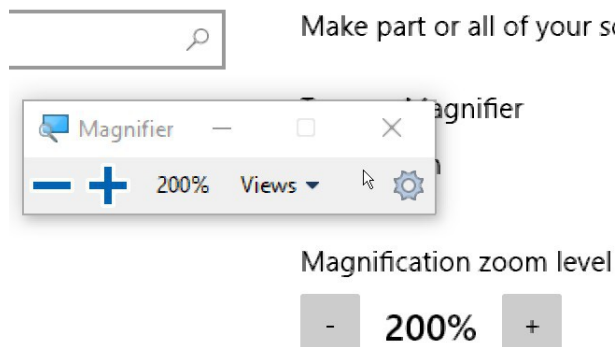 Make part or all of your
Magnifier
agnifier
200% Views
Magnification zoom level
- 200% +